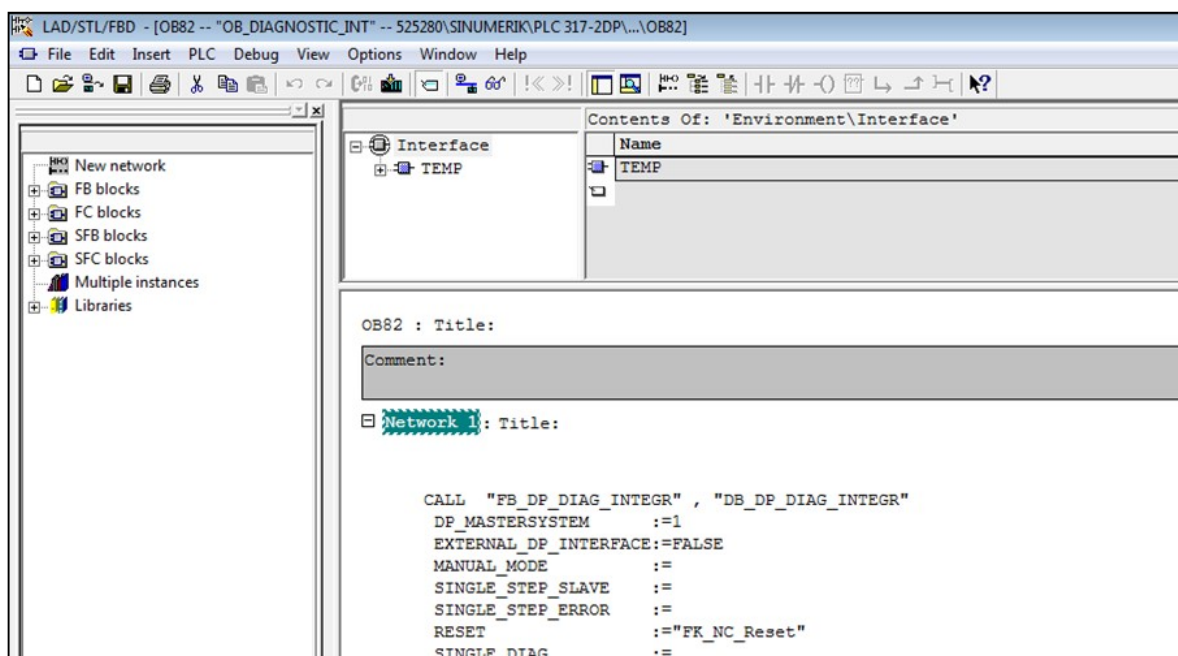 LAD/STL/FBD - [OB82 -- "OB_DIAGNOSTIC_INT" -- 525280\SINUMERIK\PLC 317-2DP\...\OB82]
File Edit Insert PLC Debug View Options Window Help
New network
FB blocks
FC blocks
SFB blocks
SFC blocks
Multiple instances
Libraries
Interface
TEMP
Contents Of: 'Environment\Interface'
Name
TEMP
OB82 : Title:
Comment:
Network 1: Title:
CALL "FB_DP_DIAG_INTEGR" , "DB_DP_DIAG_INTEGR"
DP_MASTERSYSTEM :=1
EXTERNAL_DP_INTERFACE:=FALSE
MANUAL_MODE :=
SINGLE_STEP_SLAVE :=
SINGLE_STEP_ERROR :=
RESET :="FK_NC_Reset"
SINGLE_DIAG :=